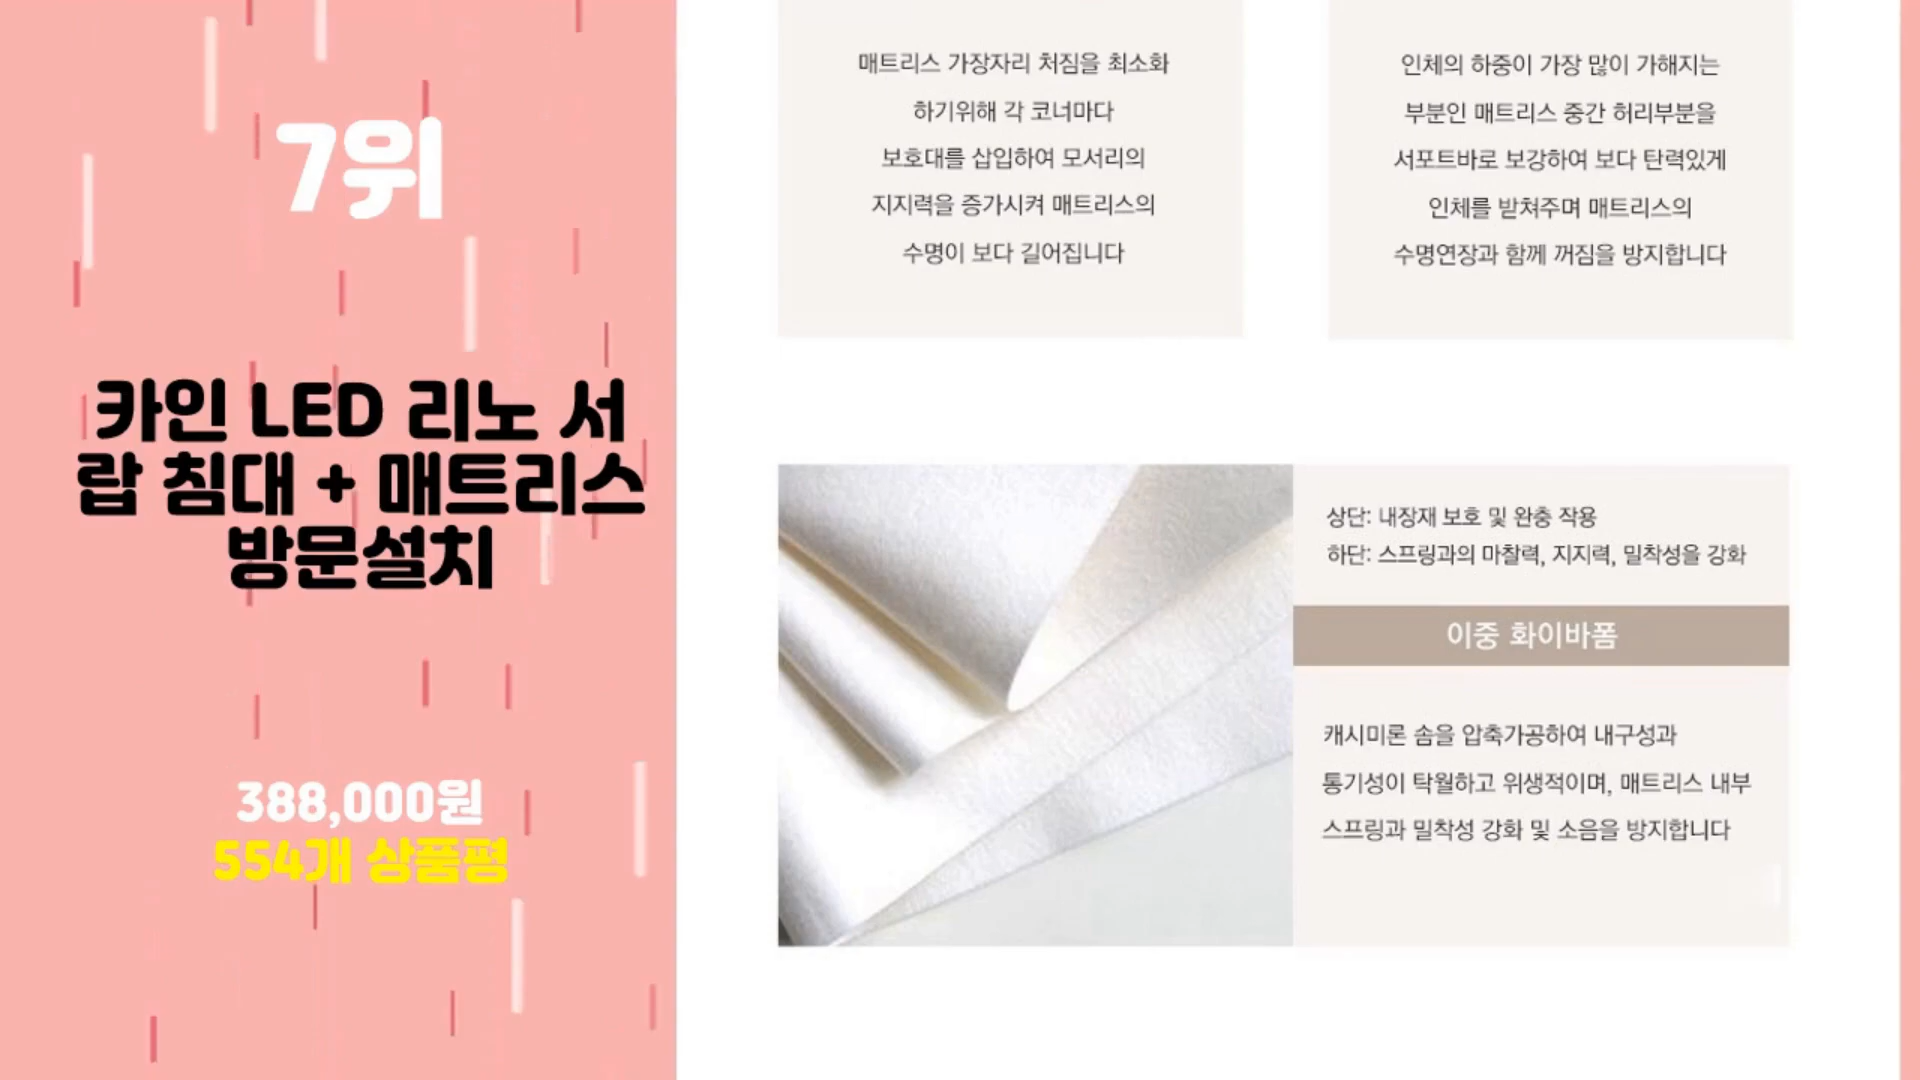 7위
카인 LED 리노 서
랍 침대 + 매트리스
방문설치
388,000원
554개 상품평
매트리스 가장자리 처짐을 최소화
하기위해 각 코너마다
보호대를 삽입하여 모서리의
지지력을 증가시켜 매트리스의
수명이 보다 길어집니다
인체의 하중이 가장 많이 가해지는
부분인 매트리스 중간 허리부분을
서포트바로 보강하여 보다 탄력있게
인체를 받쳐주며 매트리스의
수명연장과 함께 꺼짐을 방지합니다
상단: 내장재 보호 및 완충 작용
하단: 스프링과의 마찰력, 지지력, 밀착성을 강화
이중 화이바폼
캐시미론 솜을 압축가공하여 내구성과
통기성이 탁월하고 위생적이며, 매트리스 내부
스프링과 밀착성 강화 및 소음을 방지합니다